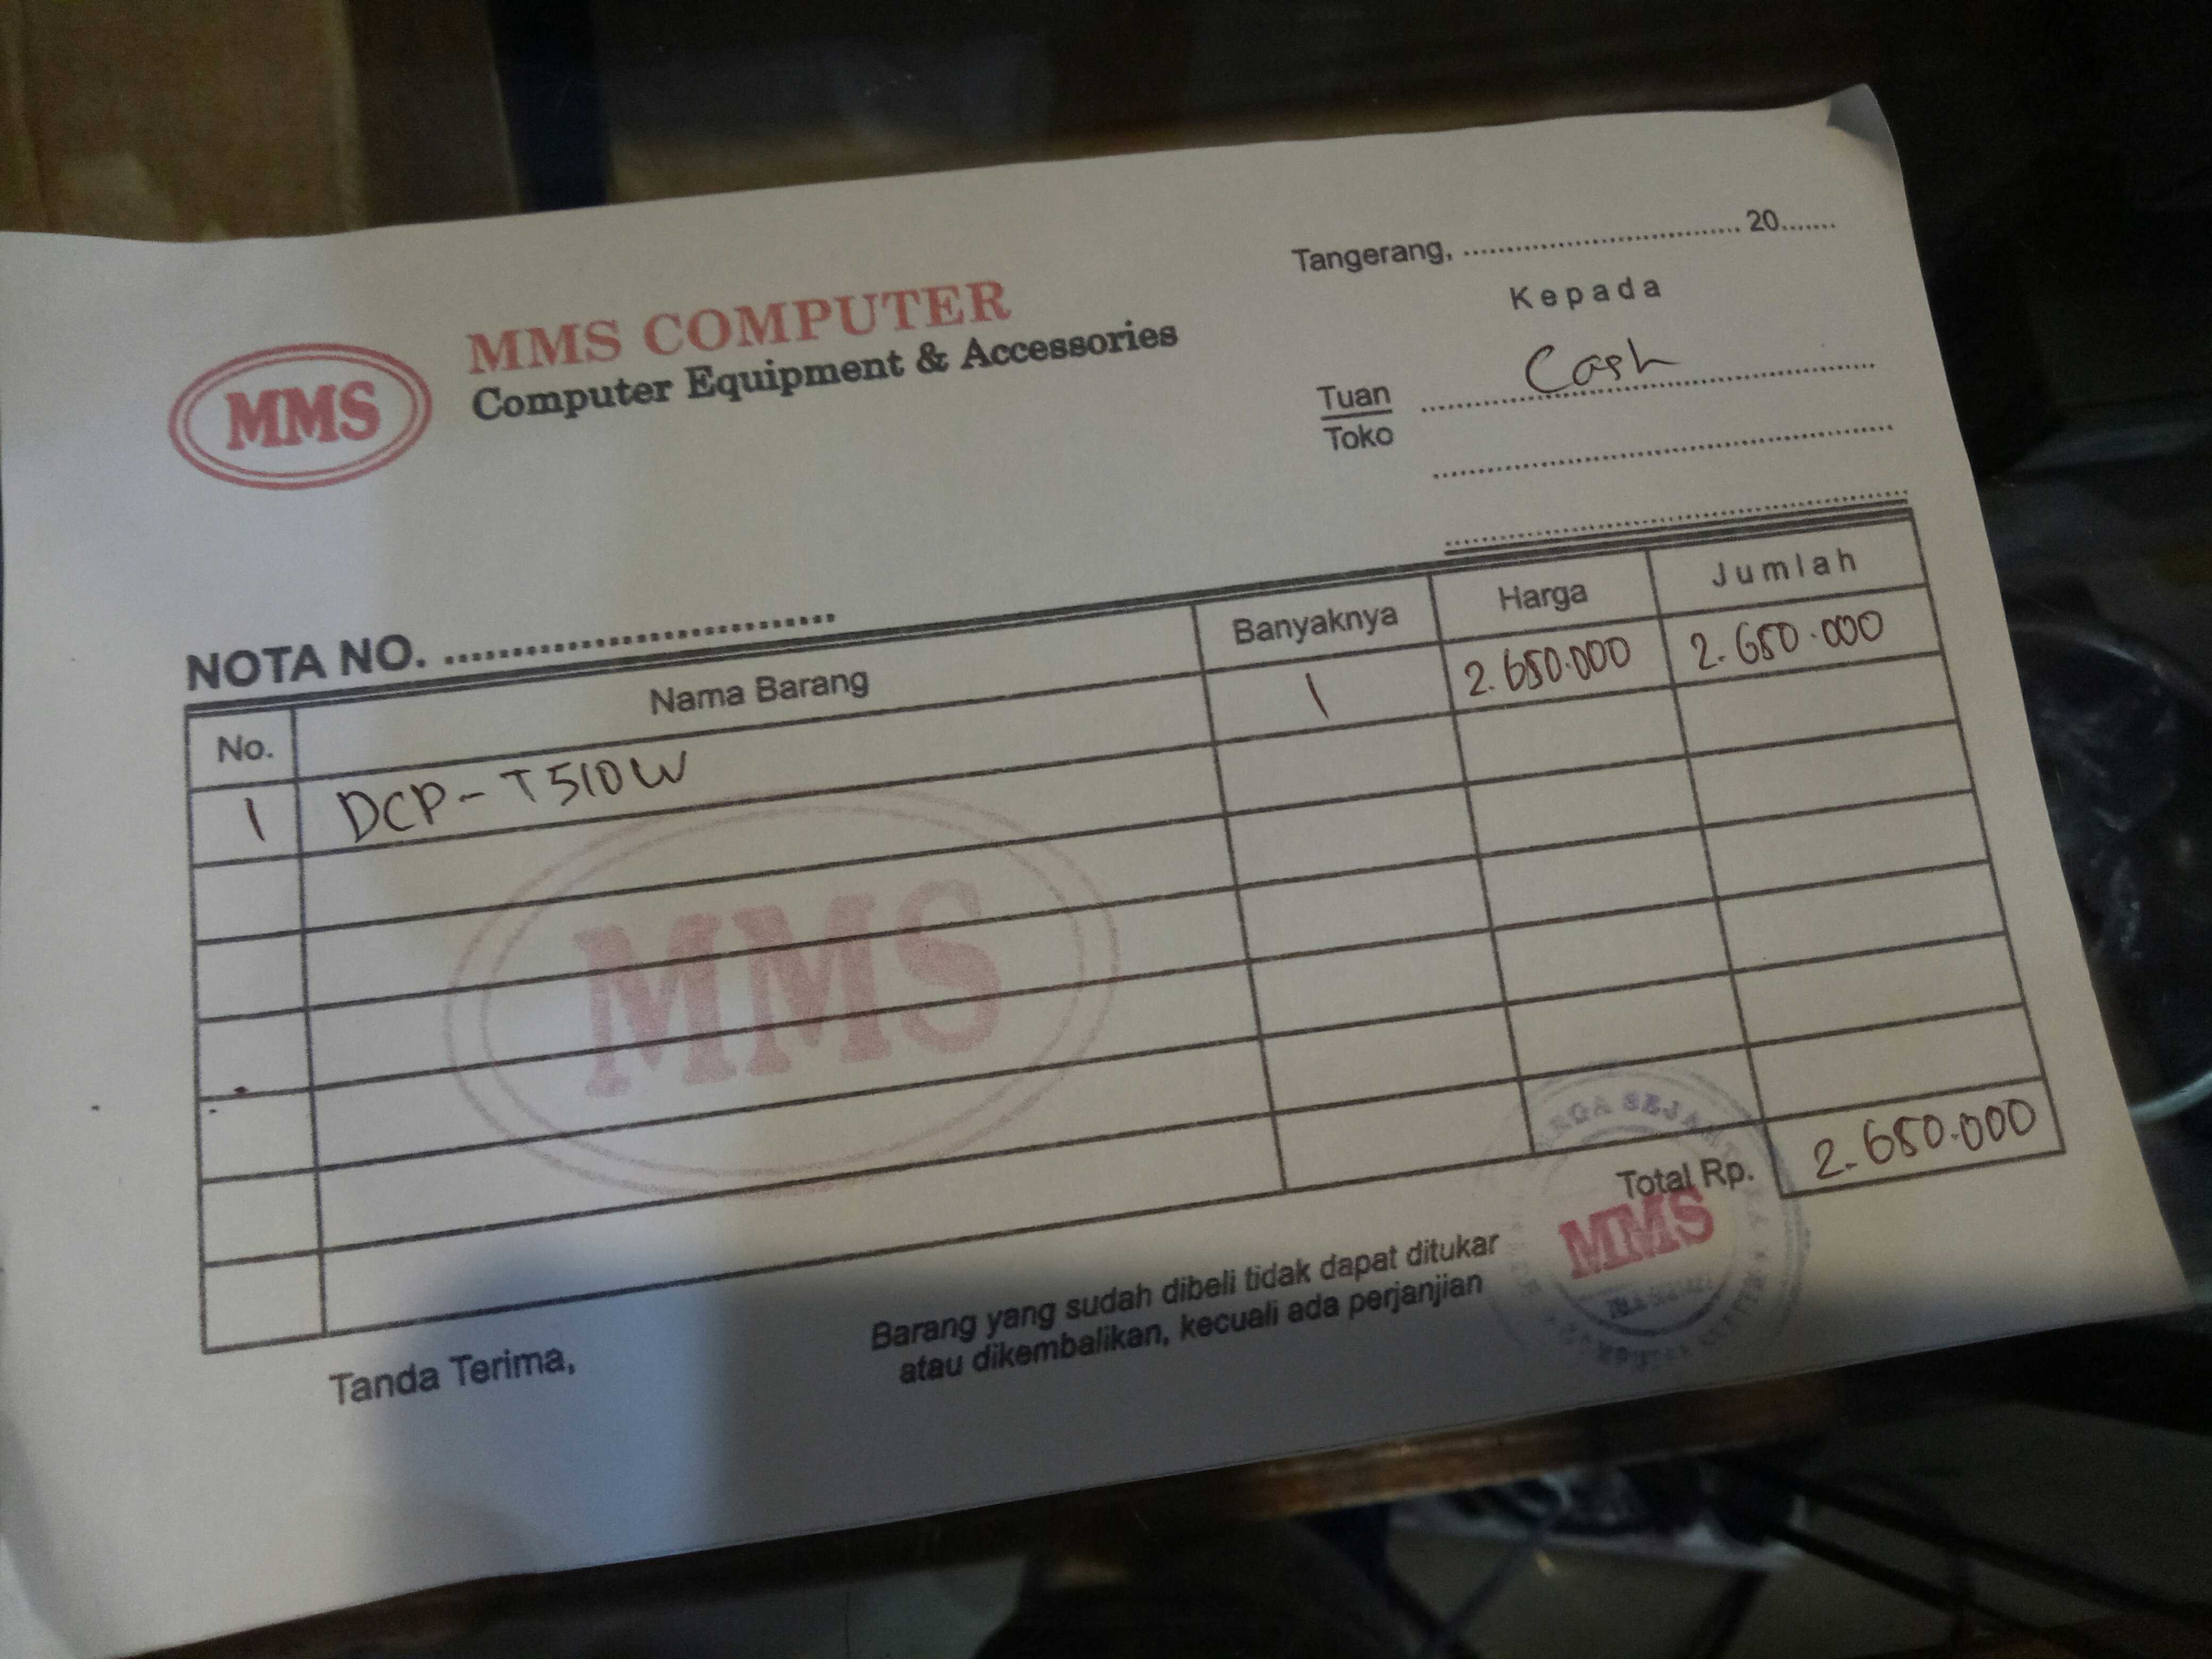 Tangerang, .................................... 20.......
Kepada
MMS
MMS COMPUTER
Computer Equipment & Accessories
Tuan Cash
Toko
NOTA NO. ....................................
No. Nama Barang Banyaknya Harga Jumlah
1 DCP-T510W 1 2.650.000 2.650.000
MMS
Total Rp. 2.650.000
MMS
Tanda Terima,
Barang yang sudah dibeli tidak dapat ditukar
atau dikembalikan, kecuali ada perjanjian